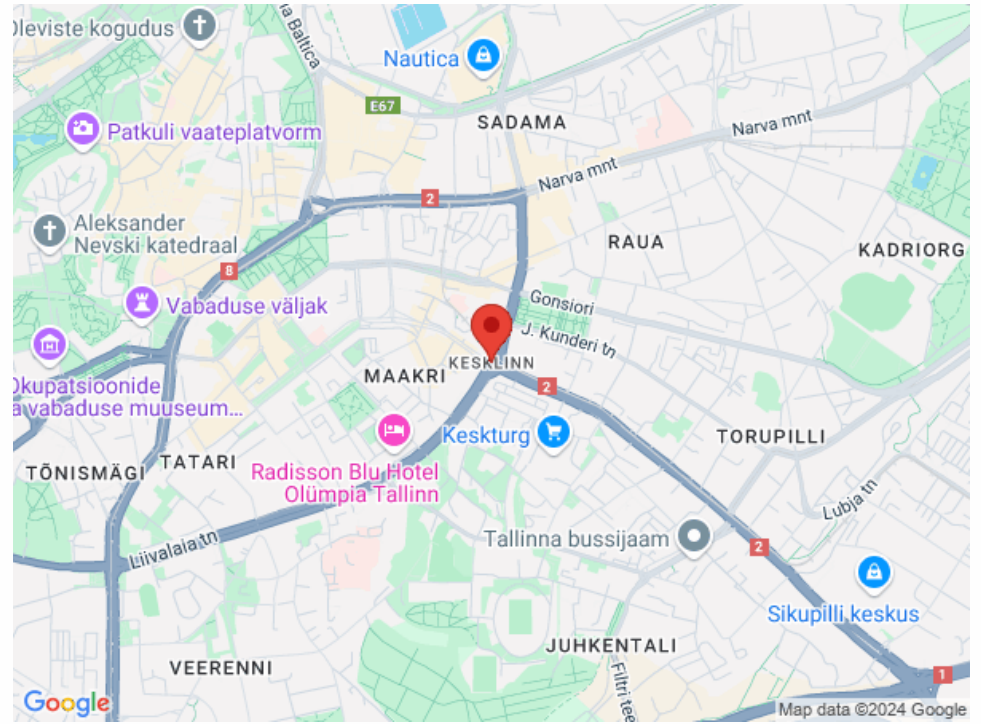 Oleviste kogudus
ia Baltica
Nautica
E67
SADAMA
Patkuli vaateplatvorm
Narva mnt
Narva mnt
2
Aleksander
Nevski katedraal
RAUA
KADRIORG
8
Vabaduse väljak
Gonsiori
J. Kunderi tn
KESKLINN
MAAKRI
2
Okupatsioonide
a vabaduse muuseum...
Keskturg
TORUPILLI
TÕNISMÄGI
TATARI
Radisson Blu Hotel
Olümpia Tallinn
Lubja tn
Liivalaia tn
Tallinna bussijaam
2
Sikupilli keskus
JUHKENTALI
VEERENNI
Filtri tee
1
Google
Map data ©2024 Google